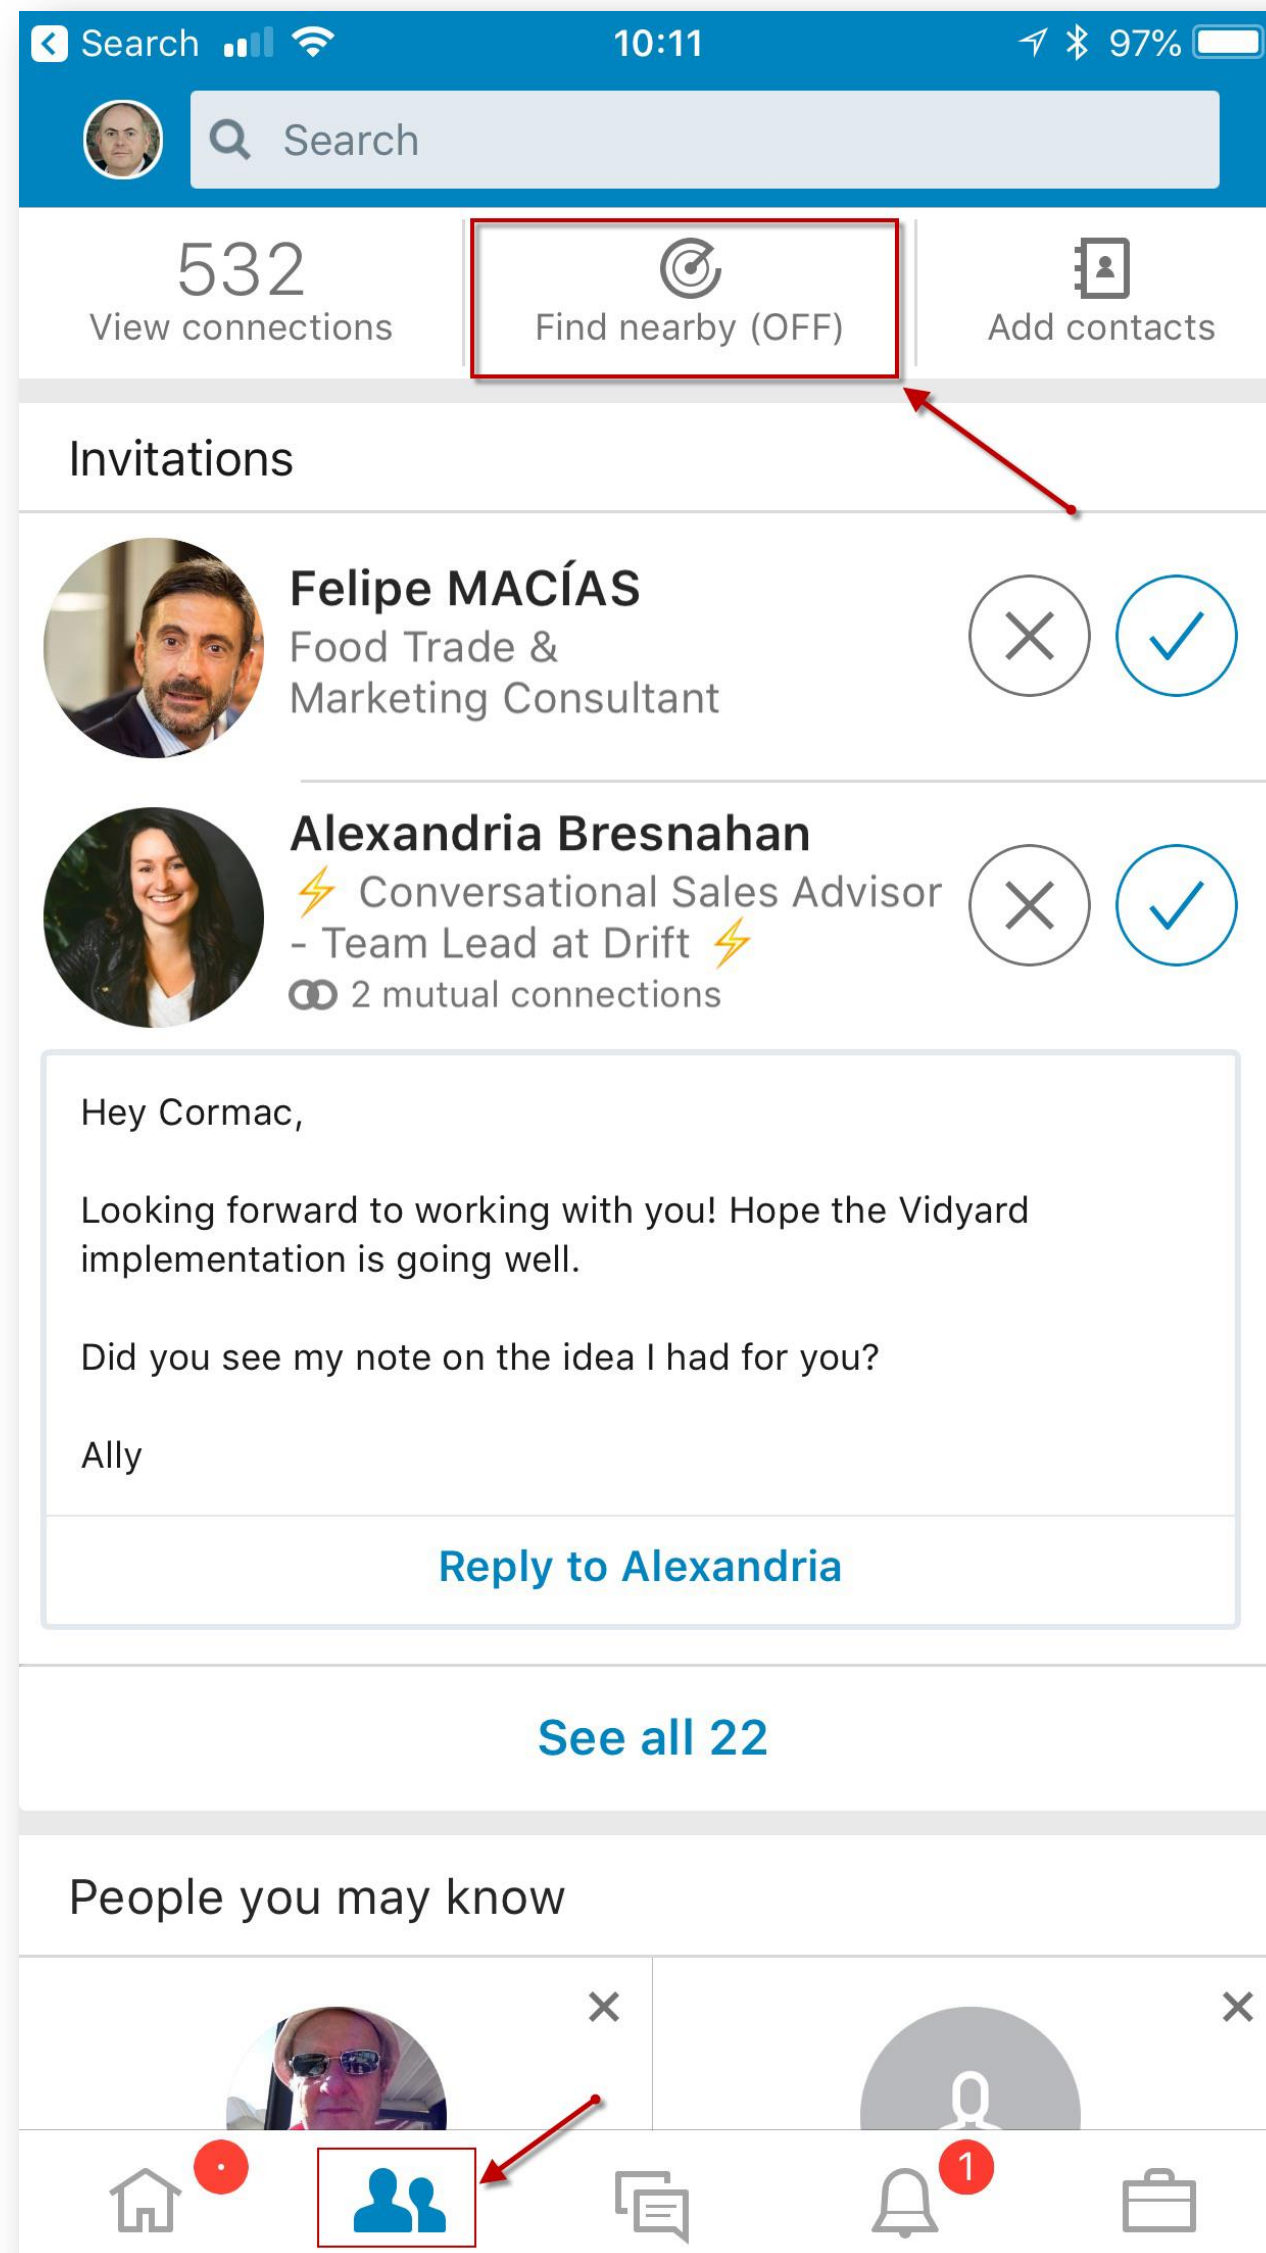 Search 10:11 97%
Search
532
View connections
Find nearby (OFF)
Add contacts
Invitations
Felipe MACÍAS
Food Trade &
Marketing Consultant
Alexandria Bresnahan
⚡ Conversational Sales Advisor
- Team Lead at Drift ⚡
2 mutual connections
Hey Cormac,
Looking forward to working with you! Hope the Vidyard
implementation is going well.
Did you see my note on the idea I had for you?
Ally
Reply to Alexandria
See all 22
People you may know
1